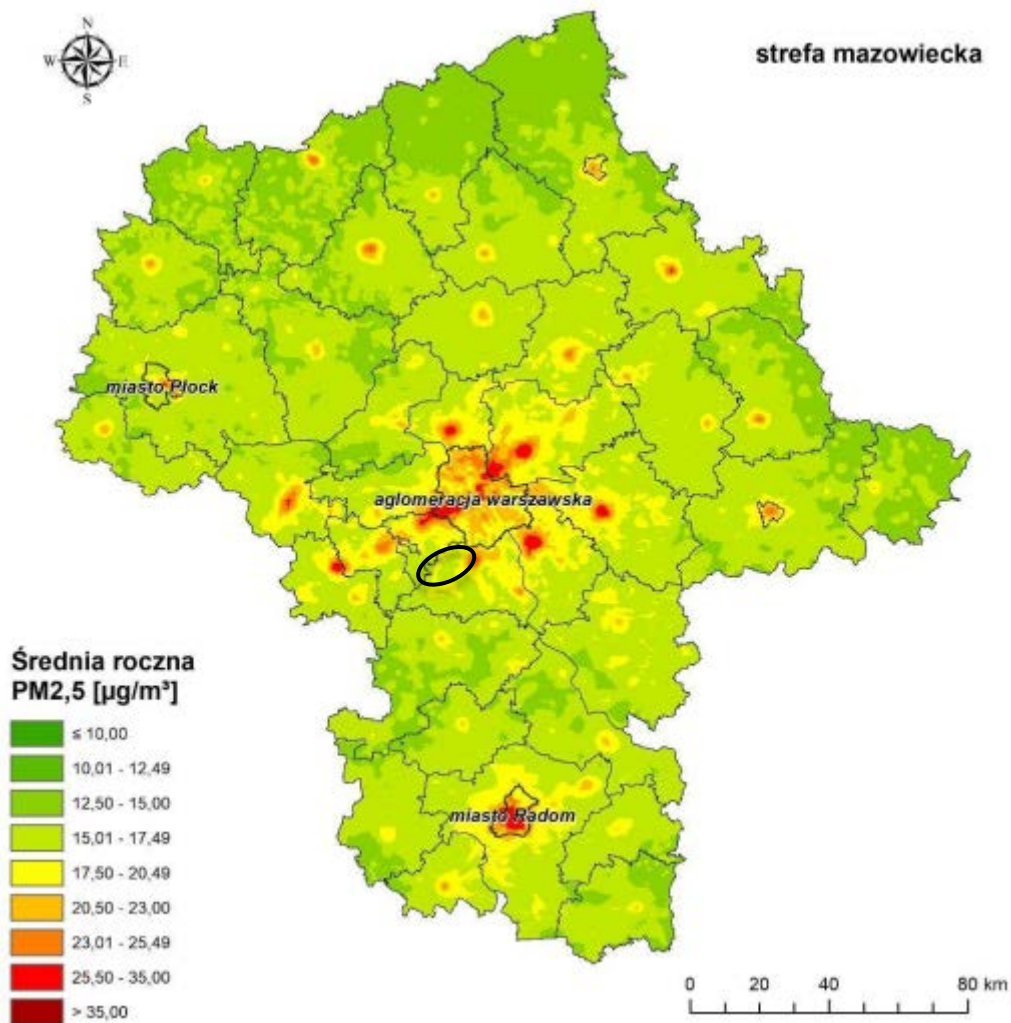 N
W E
S
strefa mazowiecka
miasto Płock
aglomeracja warszawska
miasto Radom
Średnia roczna
PM2,5 [µg/m³]
≤ 10,00
10,01 - 12,49
12,50 - 15,00
15,01 - 17,49
17,50 - 20,49
20,50 - 23,00
23,01 - 25,49
25,50 - 35,00
> 35,00
0 20 40 80 km